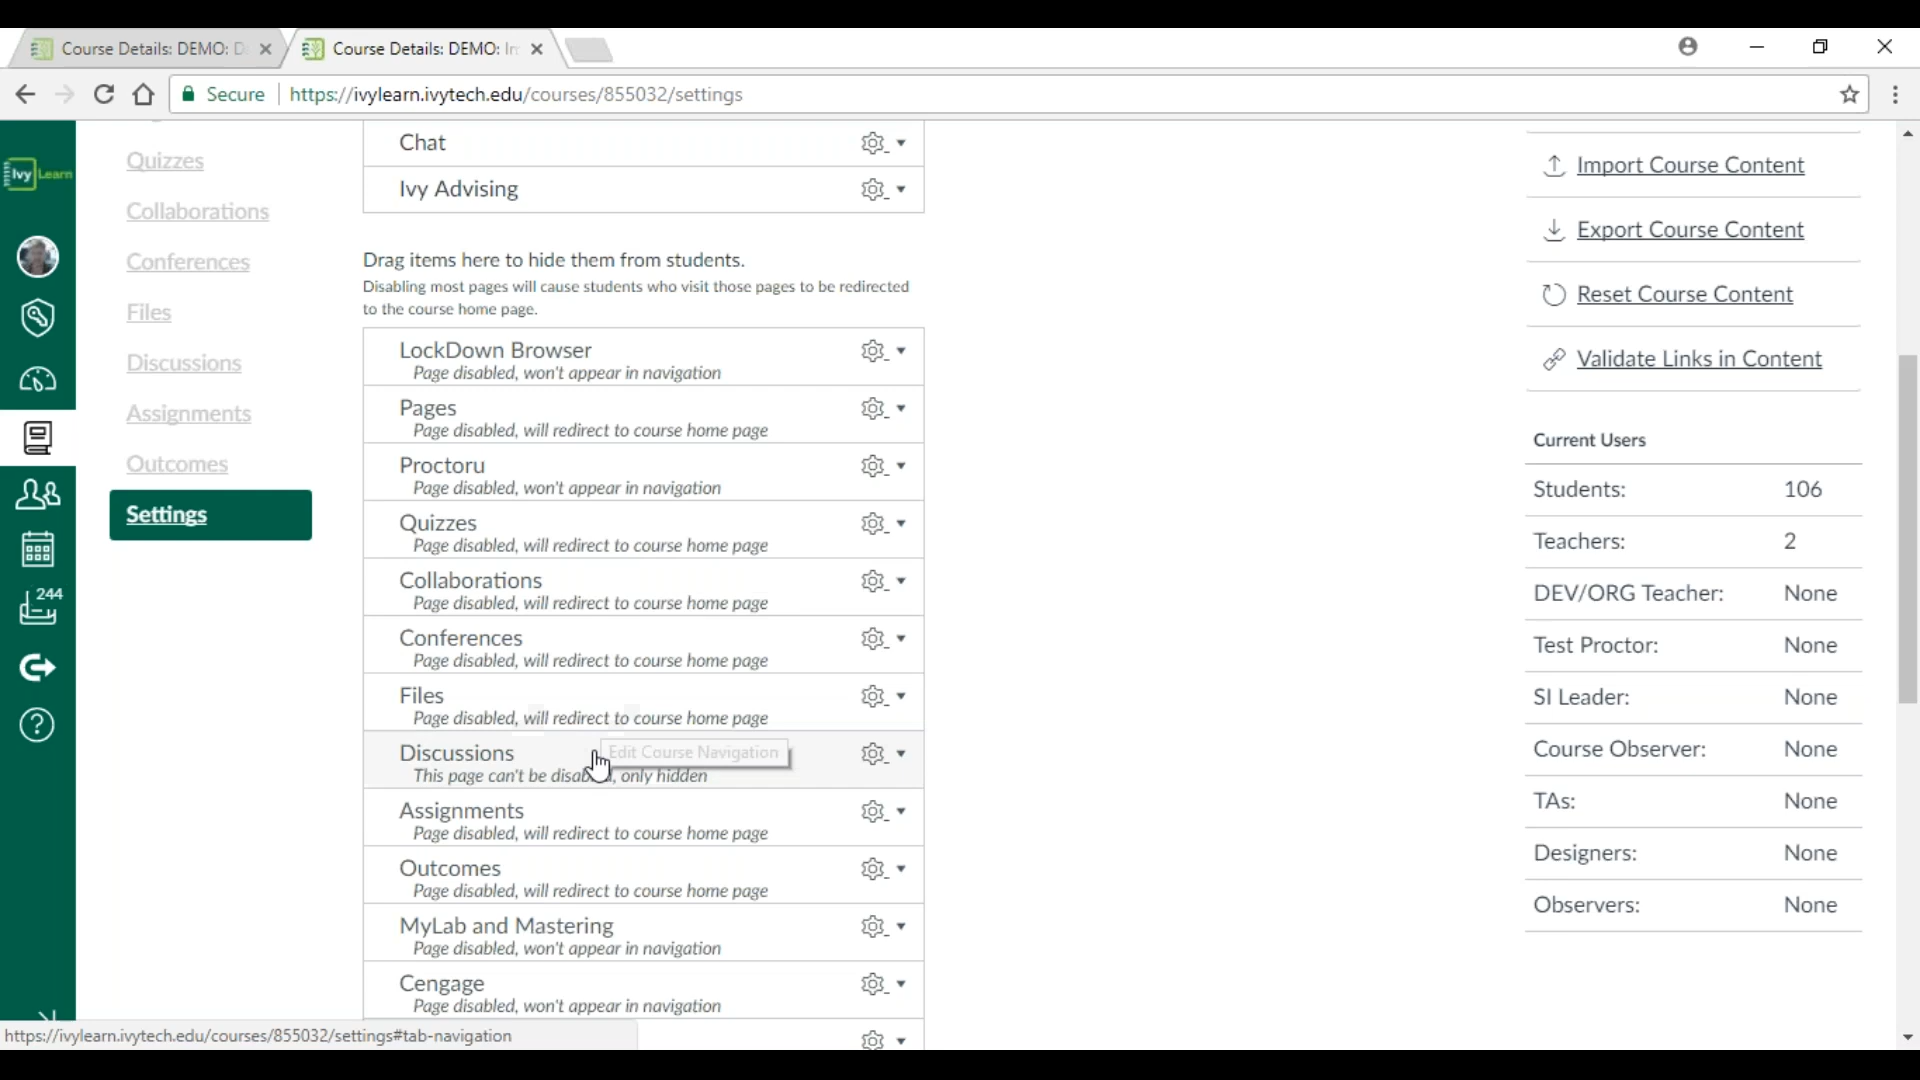 Course Details: DEMO: D
Course Details: DEMO: In
Secure
https://ivylearn.ivytech.edu/courses/855032/settings
Ivy Learn
244
Quizzes
Collaborations
Conferences
Files
Discussions
Assignments
Outcomes
Settings
Chat
Ivy Advising
Drag items here to hide them from students.
Disabling most pages will cause students who visit those pages to be redirected
to the course home page.
LockDown Browser
Page disabled, won't appear in navigation
Pages
Page disabled, will redirect to course home page
Proctoru
Page disabled, won't appear in navigation
Quizzes
Page disabled, will redirect to course home page
Collaborations
Page disabled, will redirect to course home page
Conferences
Page disabled, will redirect to course home page
Files
Page disabled, will redirect to course home page
Discussions
Edit Course Navigation
This page can't be disabled, only hidden
Assignments
Page disabled, will redirect to course home page
Outcomes
Page disabled, will redirect to course home page
MyLab and Mastering
Page disabled, won't appear in navigation
Cengage
Page disabled, won't appear in navigation
Import Course Content
Export Course Content
Reset Course Content
Validate Links in Content
Current Users
Students: 106
Teachers: 2
DEV/ORG Teacher: None
Test Proctor: None
SI Leader: None
Course Observer: None
TAs: None
Designers: None
Observers: None
https://ivylearn.ivytech.edu/courses/855032/settings#tab-navigation